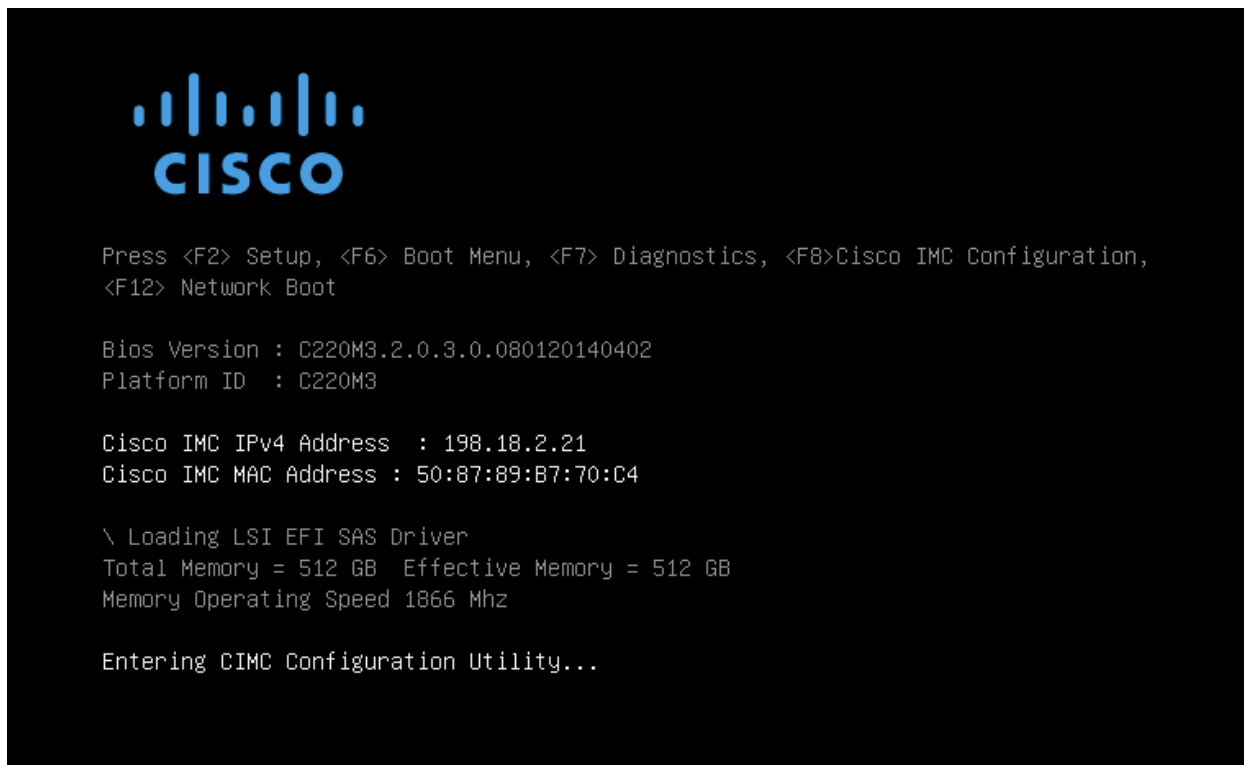 CISCO
Press <F2> Setup, <F6> Boot Menu, <F7> Diagnostics, <F8>Cisco IMC Configuration,
<F12> Network Boot
Bios Version : C220M3.2.0.3.0.080120140402
Platform ID  : C220M3
Cisco IMC IPv4 Address  : 198.18.2.21
Cisco IMC MAC Address : 50:87:89:B7:70:C4
\ Loading LSI EFI SAS Driver
Total Memory = 512 GB  Effective Memory = 512 GB
Memory Operating Speed 1866 Mhz
Entering CIMC Configuration Utility...